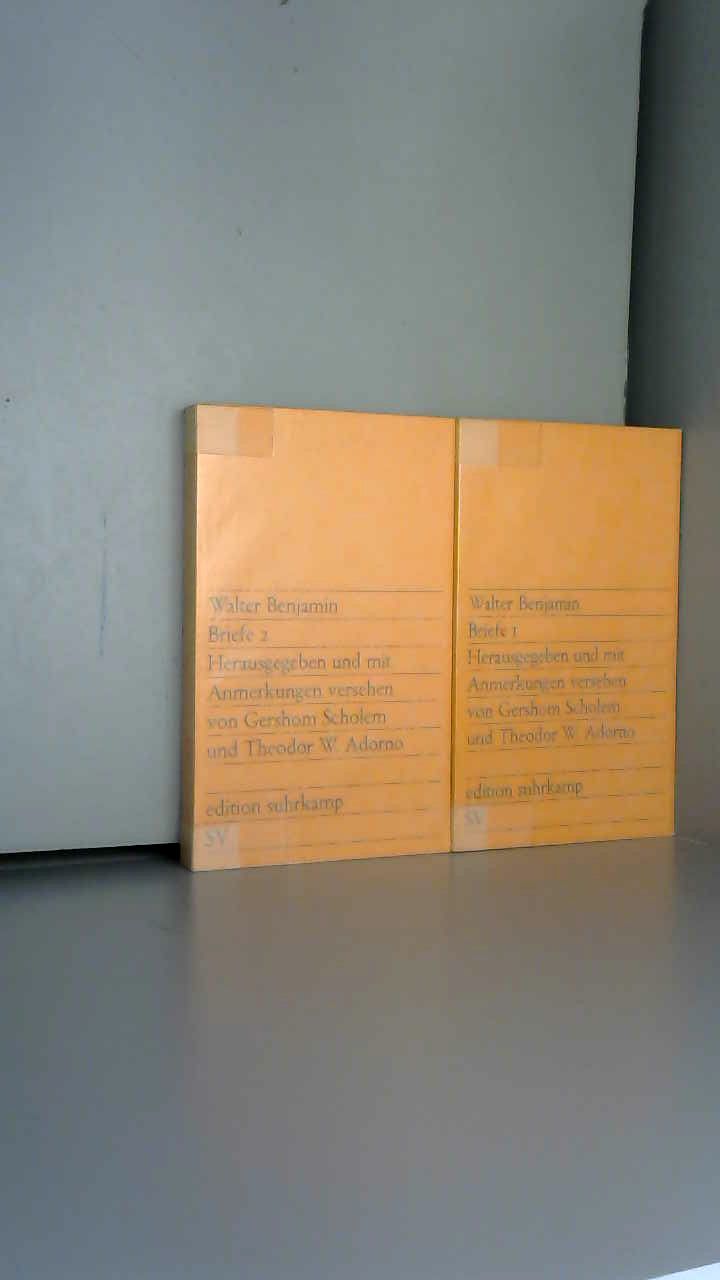 Walter Benjamin
Briefe 2
Herausgegeben und mit
Anmerkungen versehen
von Gershom Scholem
und Theodor W. Adorno
edition suhrkamp
SV
Walter Benjamin
Briefe 1
Herausgegeben und mit
Anmerkungen versehen
von Gershom Scholem
und Theodor W. Adorno
edition suhrkamp
SV